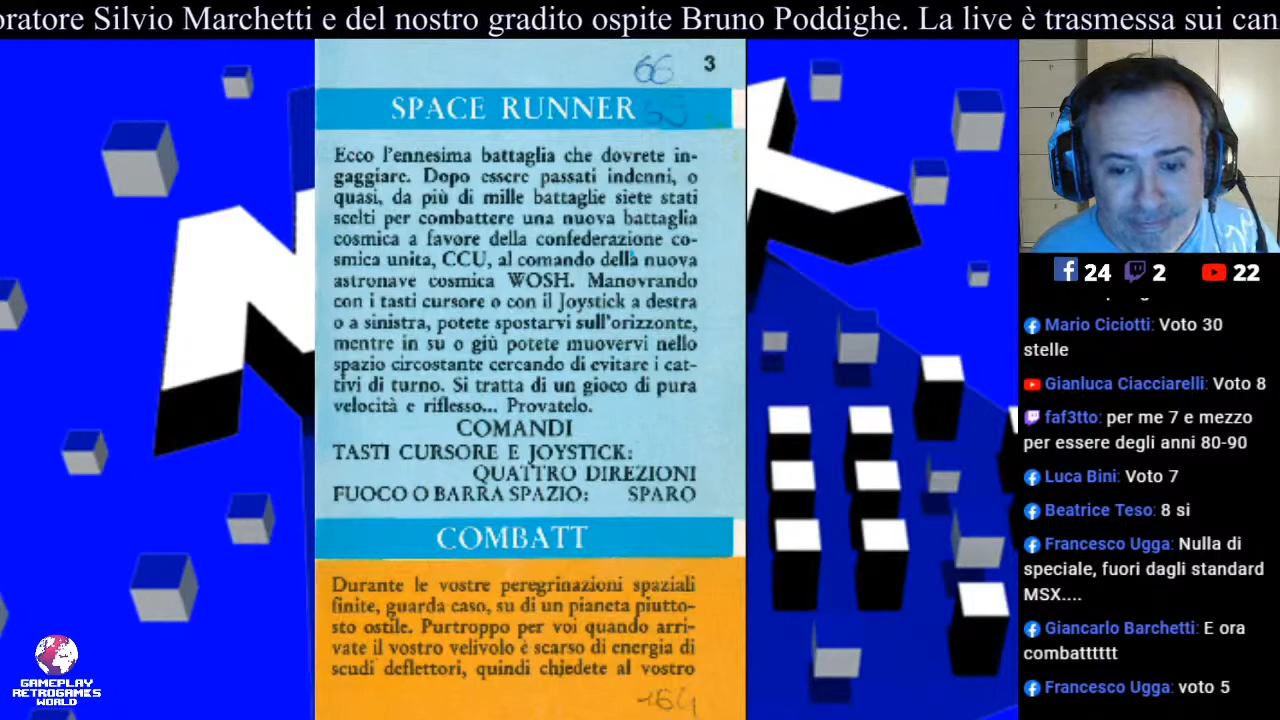 oratore Silvio Marchetti e del nostro gradito ospite Bruno Poddighe. La live è trasmessa sui can
66
3
SPACE RUNNER
Ecco l'ennesima battaglia che dovrete in-
gaggiare. Dopo essere passati indenni, o
quasi, da più di mille battaglie siete stati
scelti per combattere una nuova battaglia
cosmica a favore della confederazione co-
smica unita, CCU, al comando della nuova
astronave cosmica WOSH. Manovrando
con i tasti cursore o con il Joystick a destra
o a sinistra, potete spostarvi sull'orizzonte,
mentre in su o giù potete muovervi nello
spazio circostante cercando di evitare i cat-
tivi di turno. Si tratta di un gioco di pura
velocità e riflesso... Provatelo.
COMANDI
TASTI CURSORE E JOYSTICK:
QUATTRO DIREZIONI
FUOCO O BARRA SPAZIO: SPARO
COMBATT
Durante le vostre peregrinazioni spaziali
finite, guarda caso, su di un pianeta piutto-
sto ostile. Purtroppo per voi quando arri-
vate il vostro velivolo è scarso di energia di
scudi deflettori, quindi chiedete al vostro
GAMEPLAY
RETROGAMES
WORLD
24 2 22
Mario Ciciotti: Voto 30
stelle
Gianluca Ciacciarelli: Voto 8
faf3tto: per me 7 e mezzo
per essere degli anni 80-90
Luca Bini: Voto 7
Beatrice Teso: 8 si
Francesco Ugga: Nulla di
speciale, fuori dagli standard
MSX....
Giancarlo Barchetti: E ora
combatttttt
Francesco Ugga: voto 5